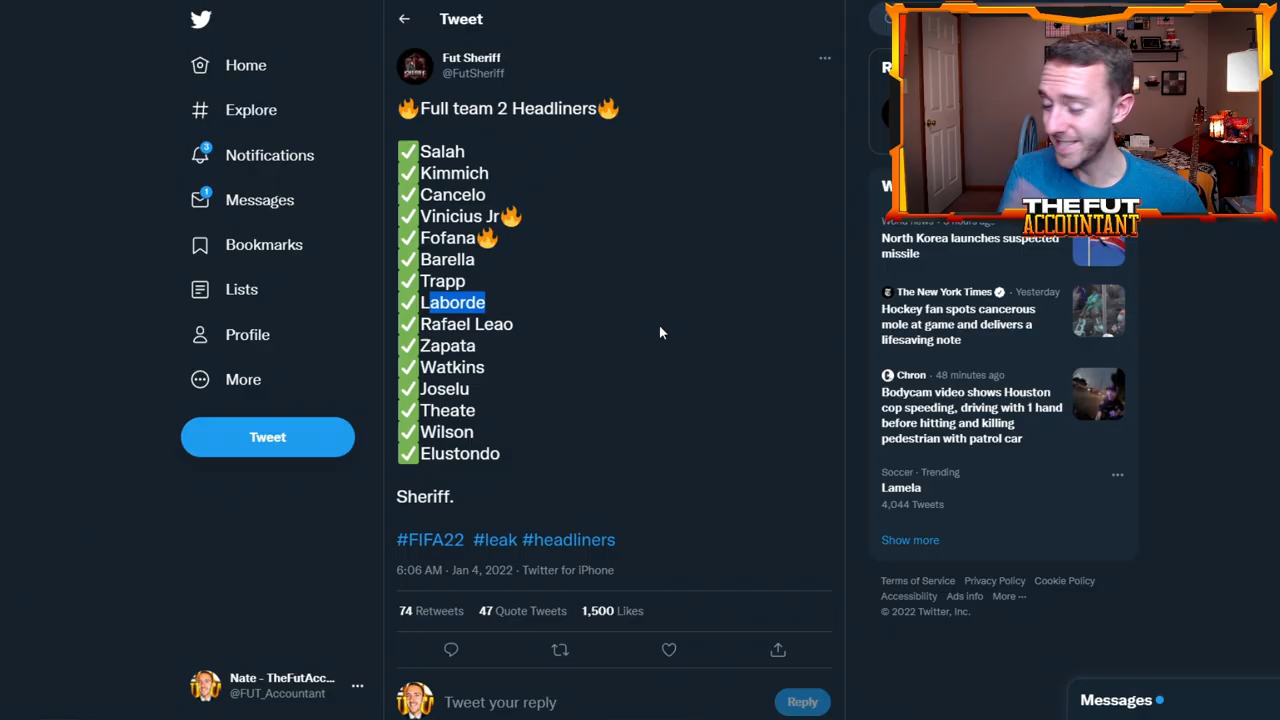 Home
Explore
3
Notifications
1
Messages
Bookmarks
Lists
Profile
More
Tweet
Nate - TheFutAcc...
@FUT_Accountant
Tweet
Fut Sheriff
@FutSheriff
🔥Full team 2 Headliners🔥
✅Salah
✅Kimmich
✅Cancelo
✅Vinicius Jr🔥
✅Fofana🔥
✅Barella
✅Trapp
✅Laborde
✅Rafael Leao
✅Zapata
✅Watkins
✅Joselu
✅Theate
✅Wilson
✅Elustondo
Sheriff.
#FIFA22 #leak #headliners
6:06 AM · Jan 4, 2022 · Twitter for iPhone
74 Retweets 47 Quote Tweets 1,500 Likes
Tweet your reply
Reply
THE FUT
ACCOUNTANT
North Korea launches suspected
missile
The New York Times · Yesterday
Hockey fan spots cancerous
mole at game and delivers a
lifesaving note
Chron · 48 minutes ago
Bodycam video shows Houston
cop speeding, driving with 1 hand
before hitting and killing
pedestrian with patrol car
Soccer · Trending
Lamela
4,044 Tweets
Show more
Terms of Service Privacy Policy Cookie Policy
Accessibility Ads info More ···
© 2022 Twitter, Inc.
Messages